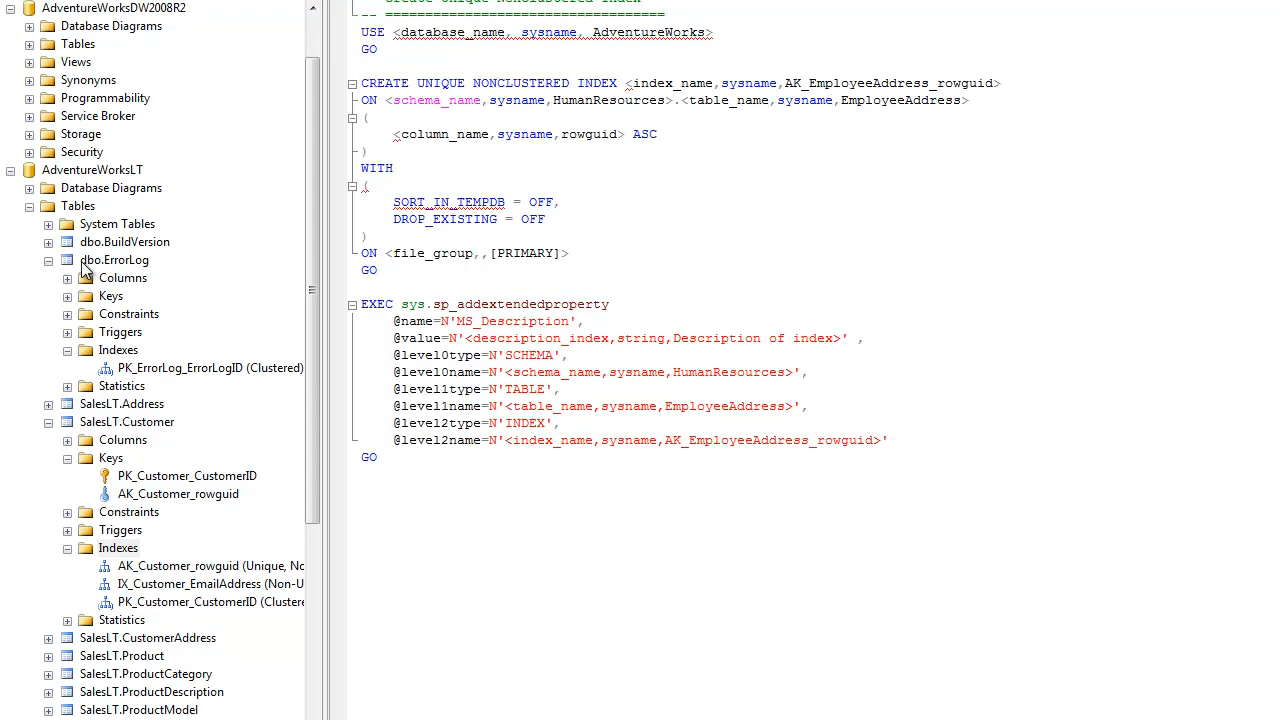 AdventureWorksDW2008R2
Database Diagrams
Tables
Views
Synonyms
Programmability
Service Broker
Storage
Security
AdventureWorksLT
Database Diagrams
Tables
System Tables
dbo.BuildVersion
dbo.ErrorLog
Columns
Keys
Constraints
Triggers
Indexes
PK_ErrorLog_ErrorLogID (Clustered)
Statistics
SalesLT.Address
SalesLT.Customer
Columns
Keys
PK_Customer_CustomerID
AK_Customer_rowguid
Constraints
Triggers
Indexes
AK_Customer_rowguid (Unique, No
IX_Customer_EmailAddress (Non-U
PK_Customer_CustomerID (Clustere
Statistics
SalesLT.CustomerAddress
SalesLT.Product
SalesLT.ProductCategory
SalesLT.ProductDescription
SalesLT.ProductModel
-- Create Unique Nonclustered Index
-- ===================================
USE <database_name, sysname, AdventureWorks>
GO
CREATE UNIQUE NONCLUSTERED INDEX <index_name,sysname,AK_EmployeeAddress_rowguid>
ON <schema_name,sysname,HumanResources>.<table_name,sysname,EmployeeAddress>
(
<column_name,sysname,rowguid> ASC
)
WITH
(
SORT_IN_TEMPDB = OFF,
DROP_EXISTING = OFF
)
ON <file_group,,[PRIMARY]>
GO
EXEC sys.sp_addextendedproperty
@name=N'MS_Description',
@value=N'<description_index,string,Description of index>' ,
@level0type=N'SCHEMA',
@level0name=N'<schema_name,sysname,HumanResources>',
@level1type=N'TABLE',
@level1name=N'<table_name,sysname,EmployeeAddress>',
@level2type=N'INDEX',
@level2name=N'<index_name,sysname,AK_EmployeeAddress_rowguid>'
GO